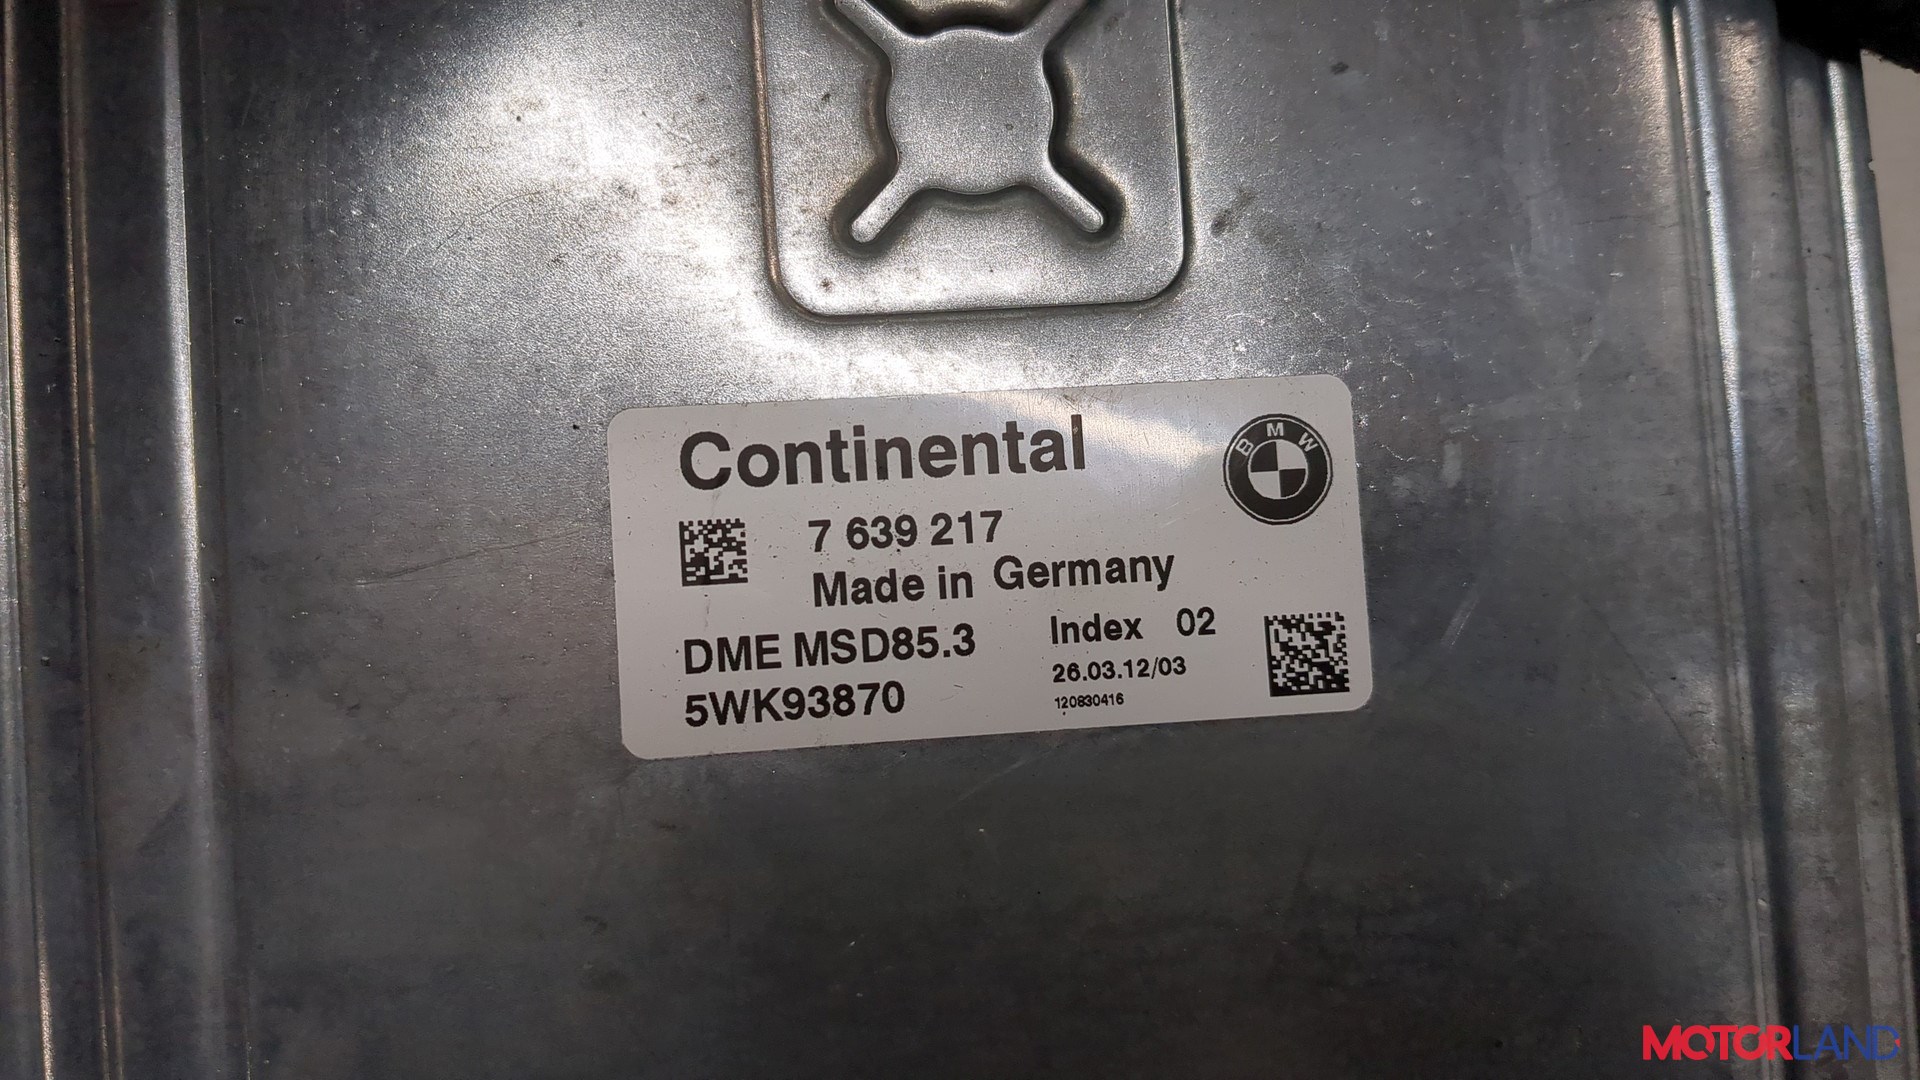 Continental
BMW
7 639 217
Made in Germany
DME MSD85.3
Index 02
5WK93870
26.03.12/03
120830416
MOTORLAND